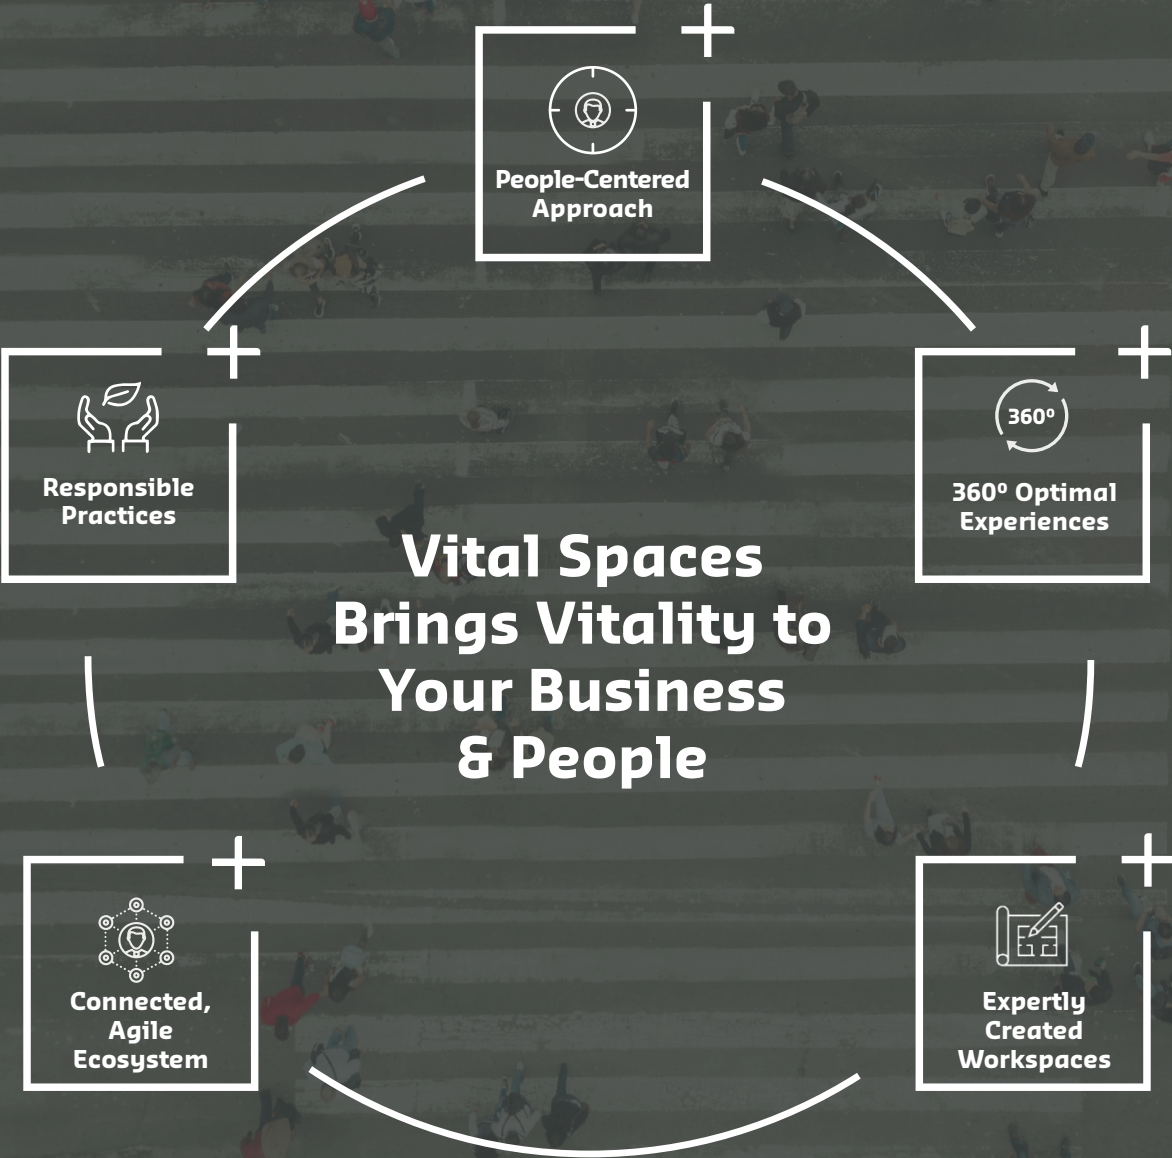 People-Centered
Approach
Responsible
Practices
360º
360º Optimal
Experiences
Vital Spaces
Brings Vitality to
Your Business
& People
Connected,
Agile
Ecosystem
Expertly
Created
Workspaces